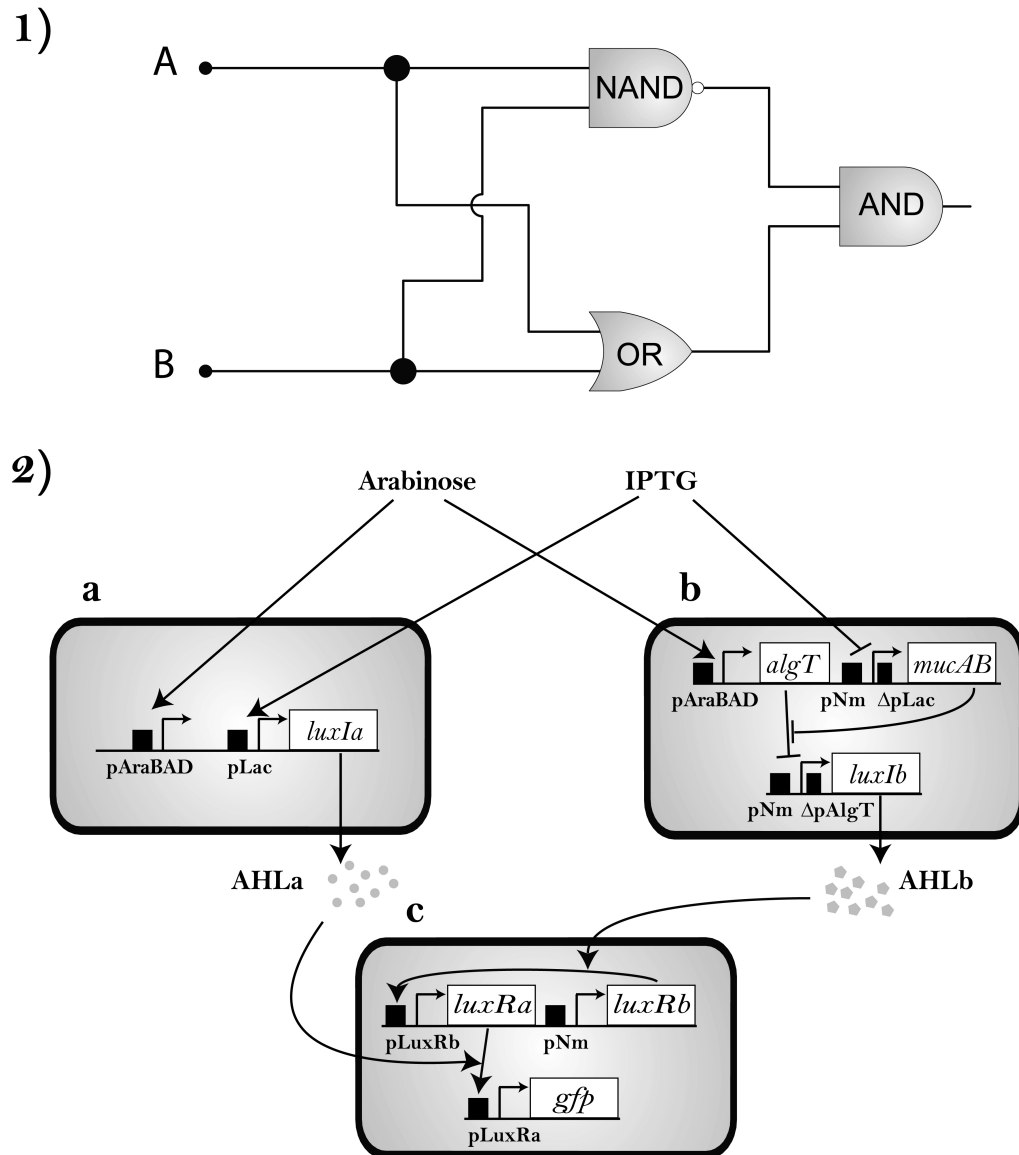 1)
A
NAND
AND
OR
B
2)
Arabinose IPTG
a
b
algT mucAB
pAraBAD pNm ΔpLac
luxIa
pAraBAD pLac
luxIb
pNm ΔpAlgT
AHLa
AHLb
c
luxRa luxRb
pLuxRb pNm
gfp
pLuxRa